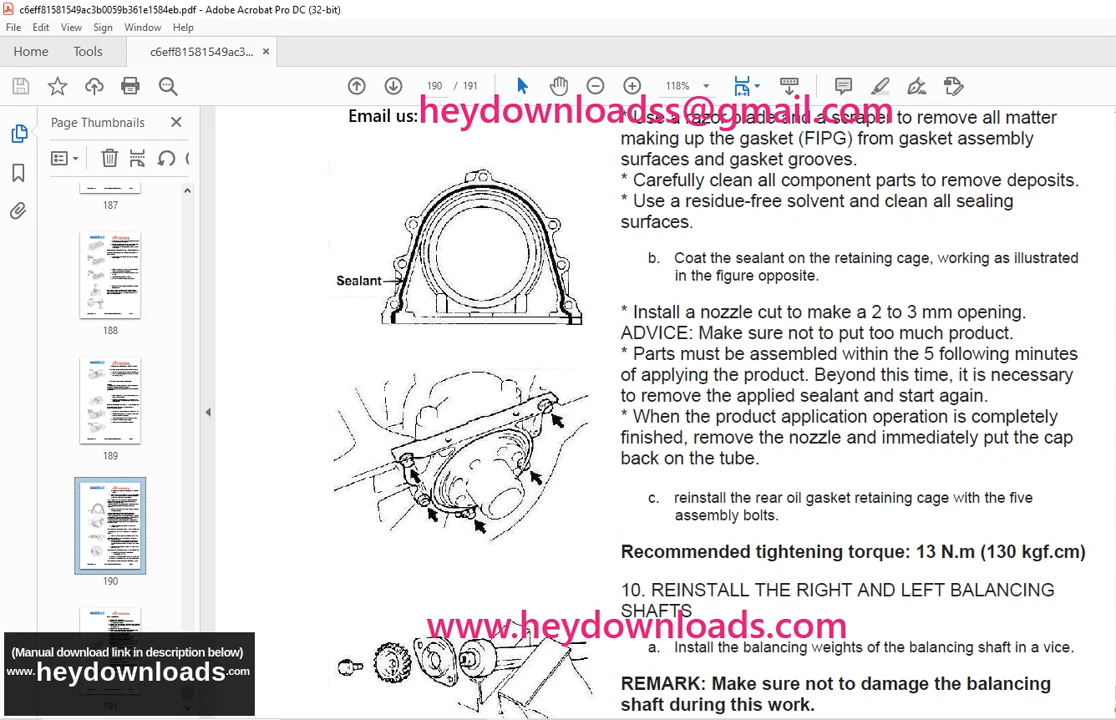 c6eff81581549ac3b0059b361e1584eb.pdf - Adobe Acrobat Pro DC (32-bit)
File Edit View Sign Window Help
Home Tools c6eff81581549ac3... ×
190 / 191 118%
Page Thumbnails
187
188
189
190
191
Email us: heydownloadss@gmail.com
* Use a razor blade and a scraper to remove all matter
making up the gasket (FIPG) from gasket assembly
surfaces and gasket grooves.
* Carefully clean all component parts to remove deposits.
* Use a residue-free solvent and clean all sealing
surfaces.
b. Coat the sealant on the retaining cage, working as illustrated
in the figure opposite.
Sealant
* Install a nozzle cut to make a 2 to 3 mm opening.
ADVICE: Make sure not to put too much product.
* Parts must be assembled within the 5 following minutes
of applying the product. Beyond this time, it is necessary
to remove the applied sealant and start again.
* When the product application operation is completely
finished, remove the nozzle and immediately put the cap
back on the tube.
c. reinstall the rear oil gasket retaining cage with the five
assembly bolts.
Recommended tightening torque: 13 N.m (130 kgf.cm)
10. REINSTALL THE RIGHT AND LEFT BALANCING
SHAFTS
www.heydownloads.com
a. Install the balancing weights of the balancing shaft in a vice.
REMARK: Make sure not to damage the balancing
shaft during this work.
(Manual download link in description below)
www.heydownloads.com